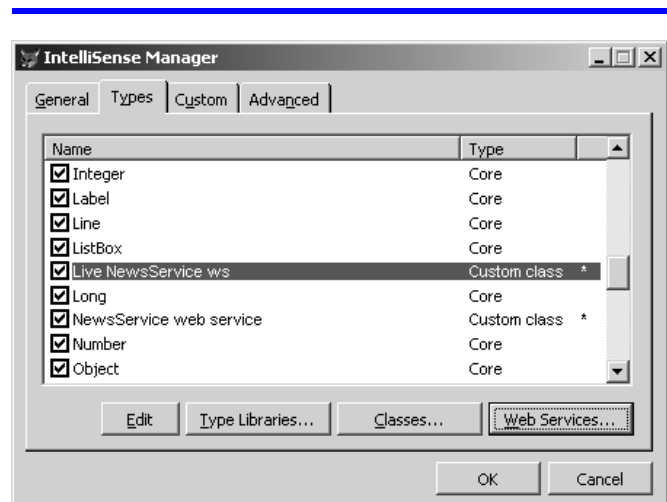 IntelliSense Manager
General Types Custom Advanced
Name Type
Integer Core
Label Core
Line Core
ListBox Core
Live NewsService ws Custom class *
Long Core
NewsService web service Custom class *
Number Core
Object Core
Edit Type Libraries... Classes... Web Services...
OK Cancel